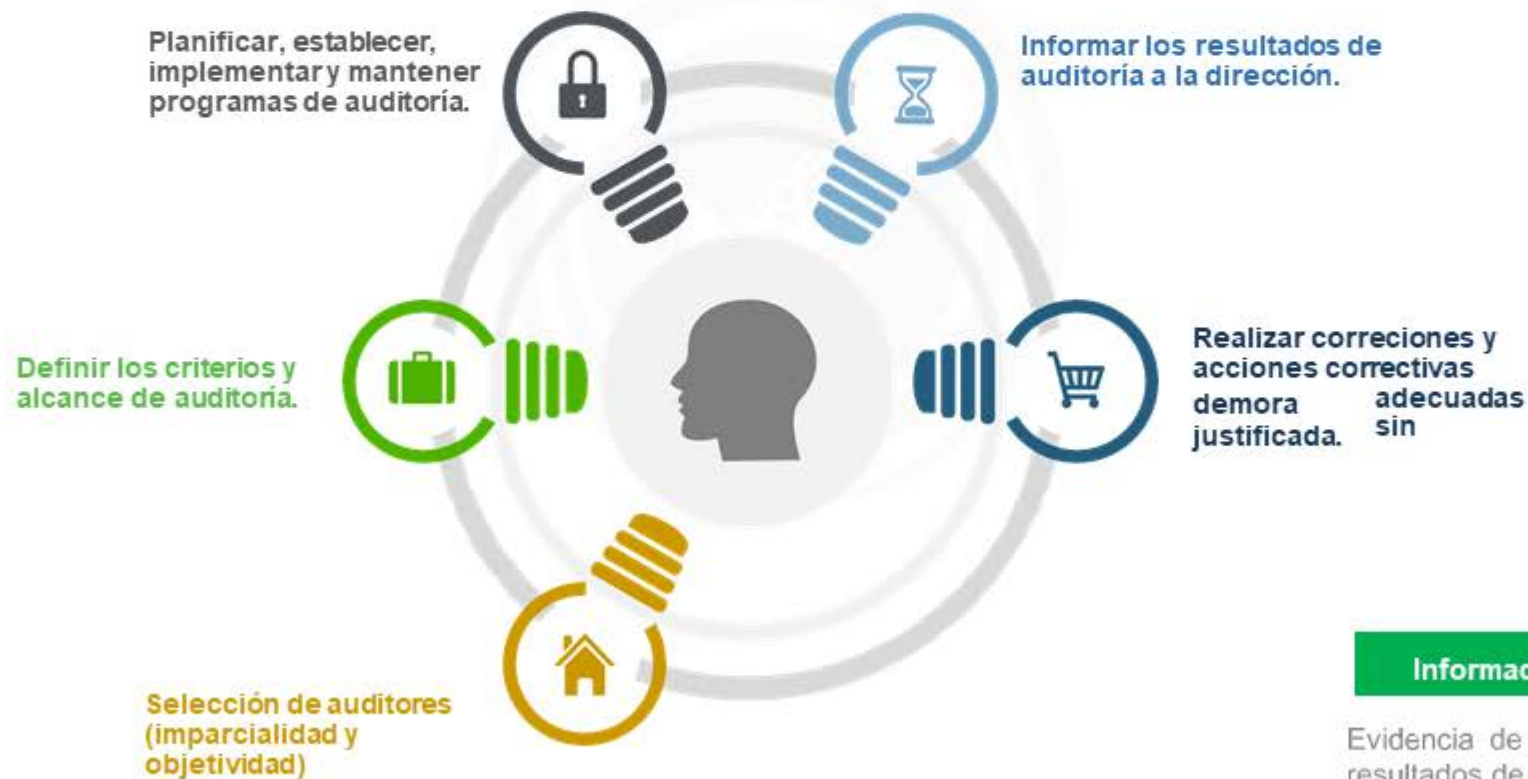 Planificar, establecer,
implementar y mantener
programas de auditoría.
Informar los resultados de
auditoría a la dirección.
Definir los criterios y
alcance de auditoría.
Realizar correciones y
acciones correctivas
adecuadas
demora
sin
justificada.
Selección de auditores
(imparcialidad y
objetividad)
Evidencia de
resultados de